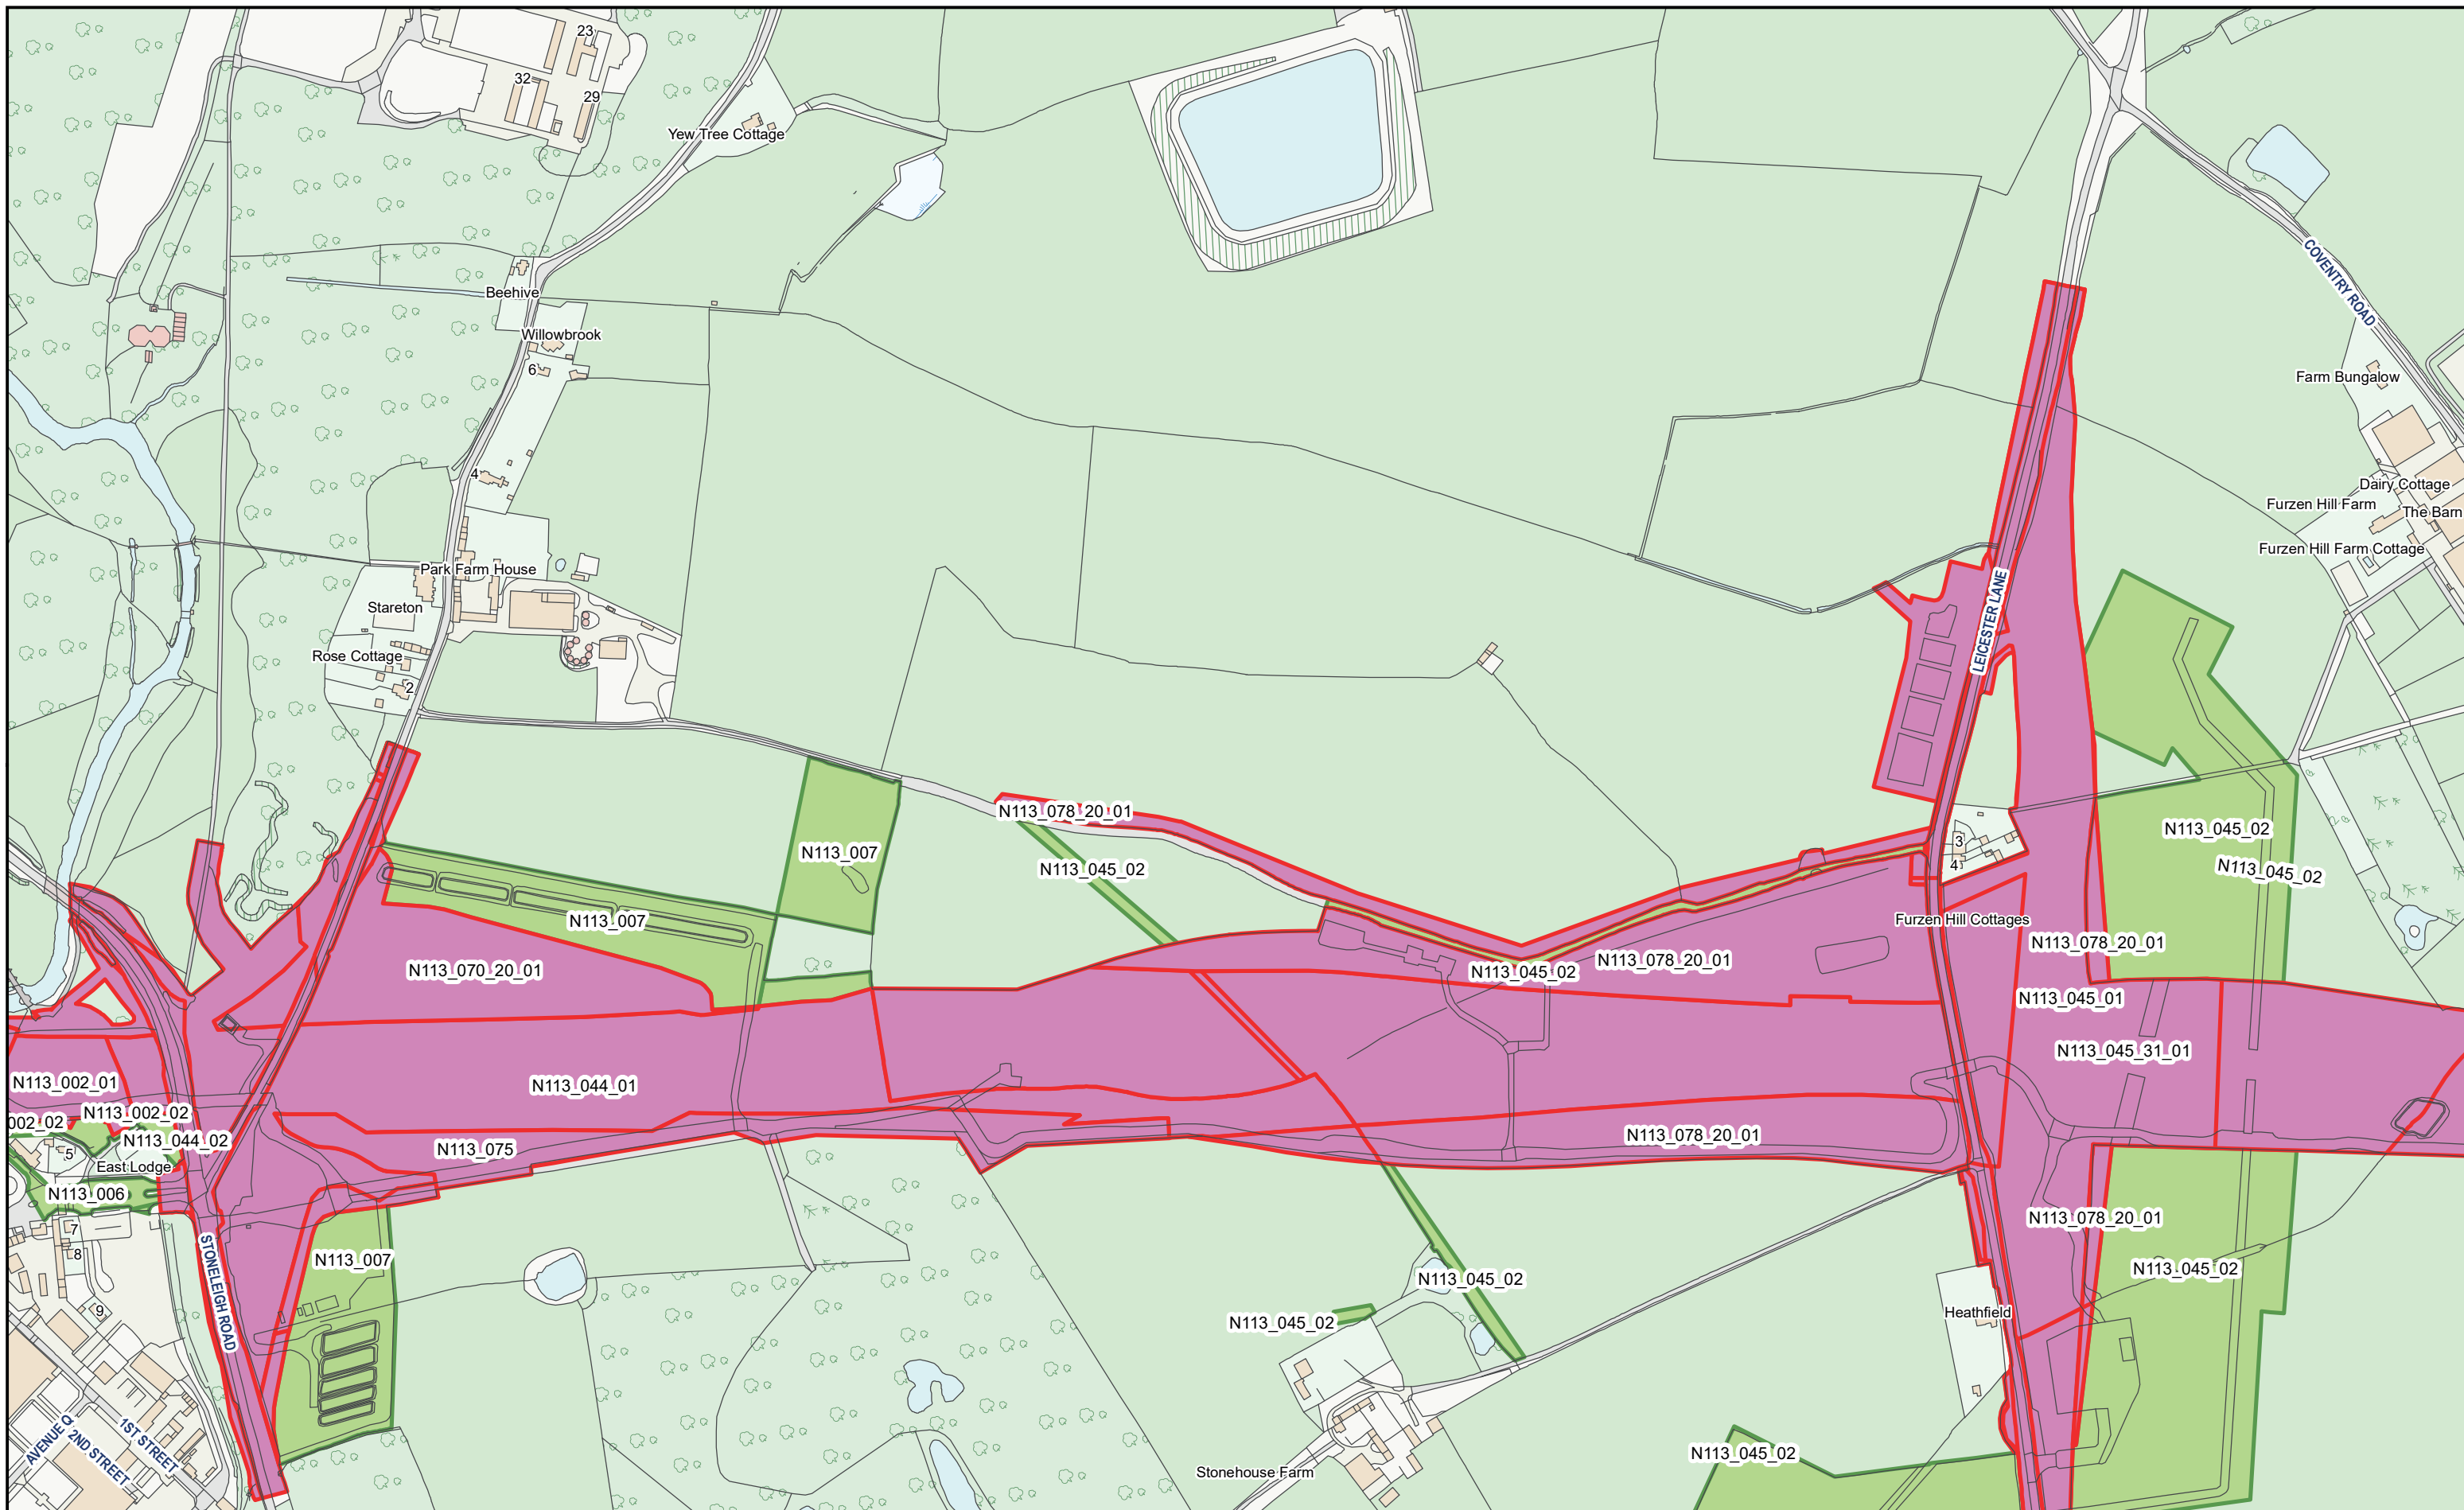 23
32
29
Yew Tree Cottage
COVENTRY ROAD
Beehive
Willowbrook
6
Farm Bungalow
4
Dairy Cottage
Furzen Hill Farm
The Barn
Furzen Hill Farm Cottage
Park Farm House
Stareton
LEICESTER LANE
Rose Cottage
2
N113_078_20_01
N113_045_02
N113_007
3
4
N113_045_02
N113_045_02
N113_007
Furzen Hill Cottages
N113_078_20_01
N113_070_20_01
N113_045_02
N113_078_20_01
N113_045_01
N113_045_31_01
N113_002_01
N113_044_01
N113_002_02
002_02
N113_044_02
N113_078_20_01
5
N113_075
East Lodge
N113_006
N113_078_20_01
7
8
STONELEIGH ROAD
N113_007
N113_045_02
N113_045_02
9
N113_045_02
Heathfield
AVENUE Q
2ND STREET
1ST STREET
N113_045_02
Stonehouse Farm